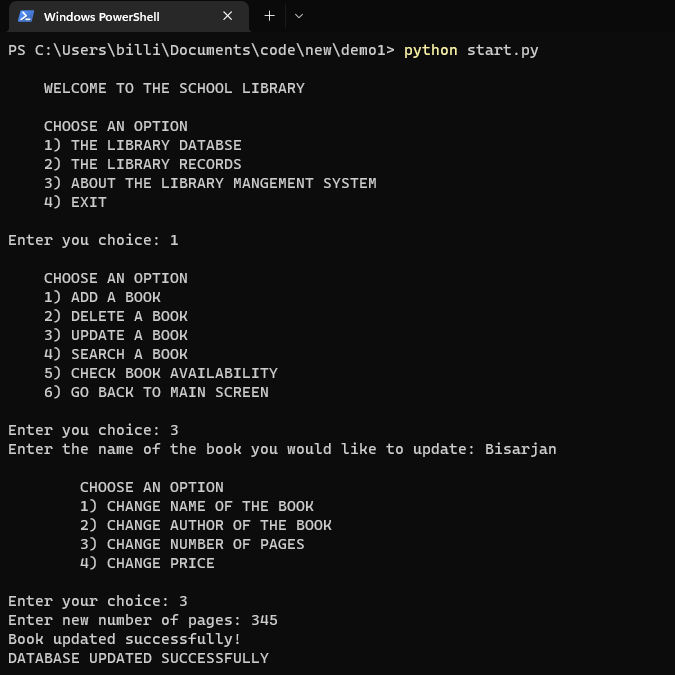 Windows PowerShell
PS C:\Users\billi\Documents\code\new\demo1> python start.py
WELCOME TO THE SCHOOL LIBRARY
CHOOSE AN OPTION
1) THE LIBRARY DATABSE
2) THE LIBRARY RECORDS
3) ABOUT THE LIBRARY MANGEMENT SYSTEM
4) EXIT
Enter you choice: 1
CHOOSE AN OPTION
1) ADD A BOOK
2) DELETE A BOOK
3) UPDATE A BOOK
4) SEARCH A BOOK
5) CHECK BOOK AVAILABILITY
6) GO BACK TO MAIN SCREEN
Enter you choice: 3
Enter the name of the book you would like to update: Bisarjan
CHOOSE AN OPTION
1) CHANGE NAME OF THE BOOK
2) CHANGE AUTHOR OF THE BOOK
3) CHANGE NUMBER OF PAGES
4) CHANGE PRICE
Enter your choice: 3
Enter new number of pages: 345
Book updated successfully!
DATABASE UPDATED SUCCESSFULLY